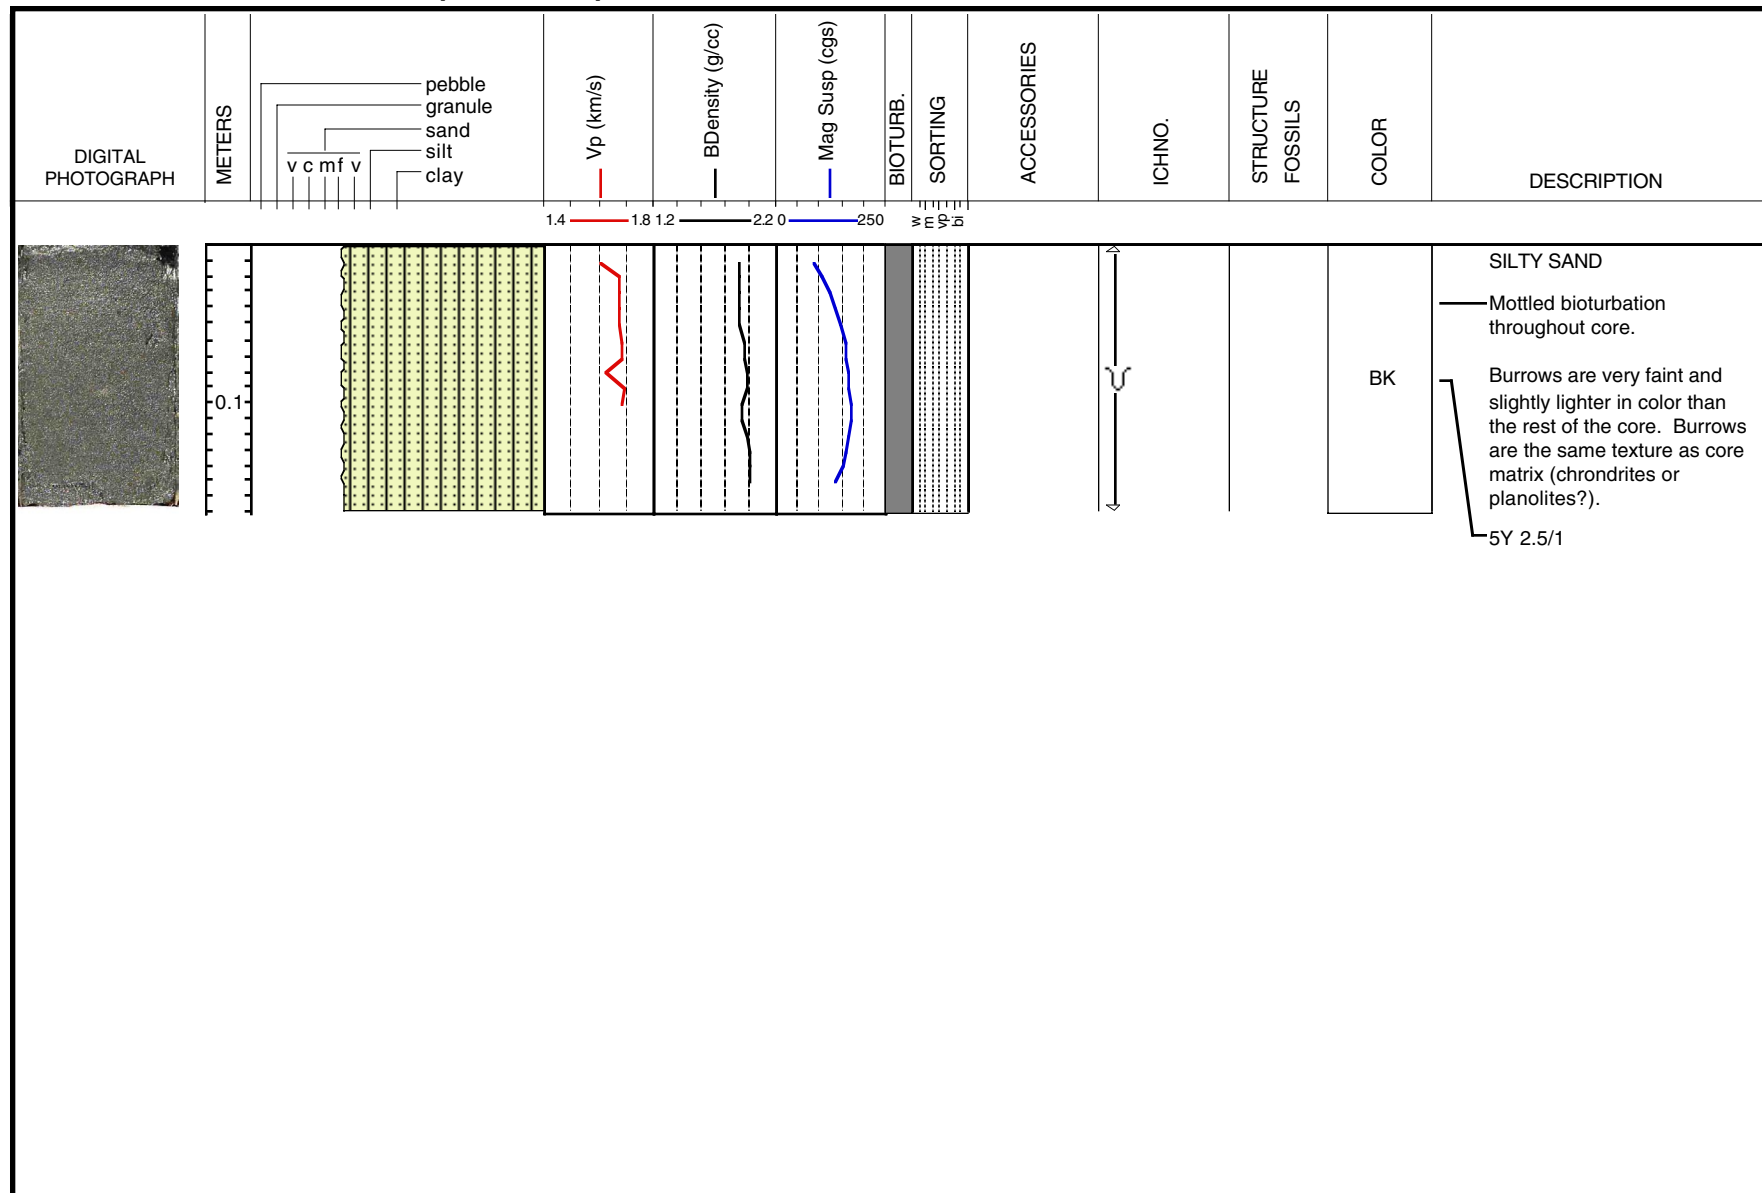 DIGITAL
PHOTOGRAPH
METERS
pebble
granule
sand
silt
clay
v c m f v
Vp (km/s)
BDensity (g/cc)
Mag Susp (cgs)
BIOTURB.
SORTING
ACCESSORIES
ICHNO.
STRUCTURE
FOSSILS
COLOR
DESCRIPTION
1.4 1.8 1.2 2.2 0 250
w m vp bi
0.1
BK
SILTY SAND
Mottled bioturbation
throughout core.
Burrows are very faint and
slightly lighter in color than
the rest of the core. Burrows
are the same texture as core
matrix (chrondrites or
planolites?).
5Y 2.5/1